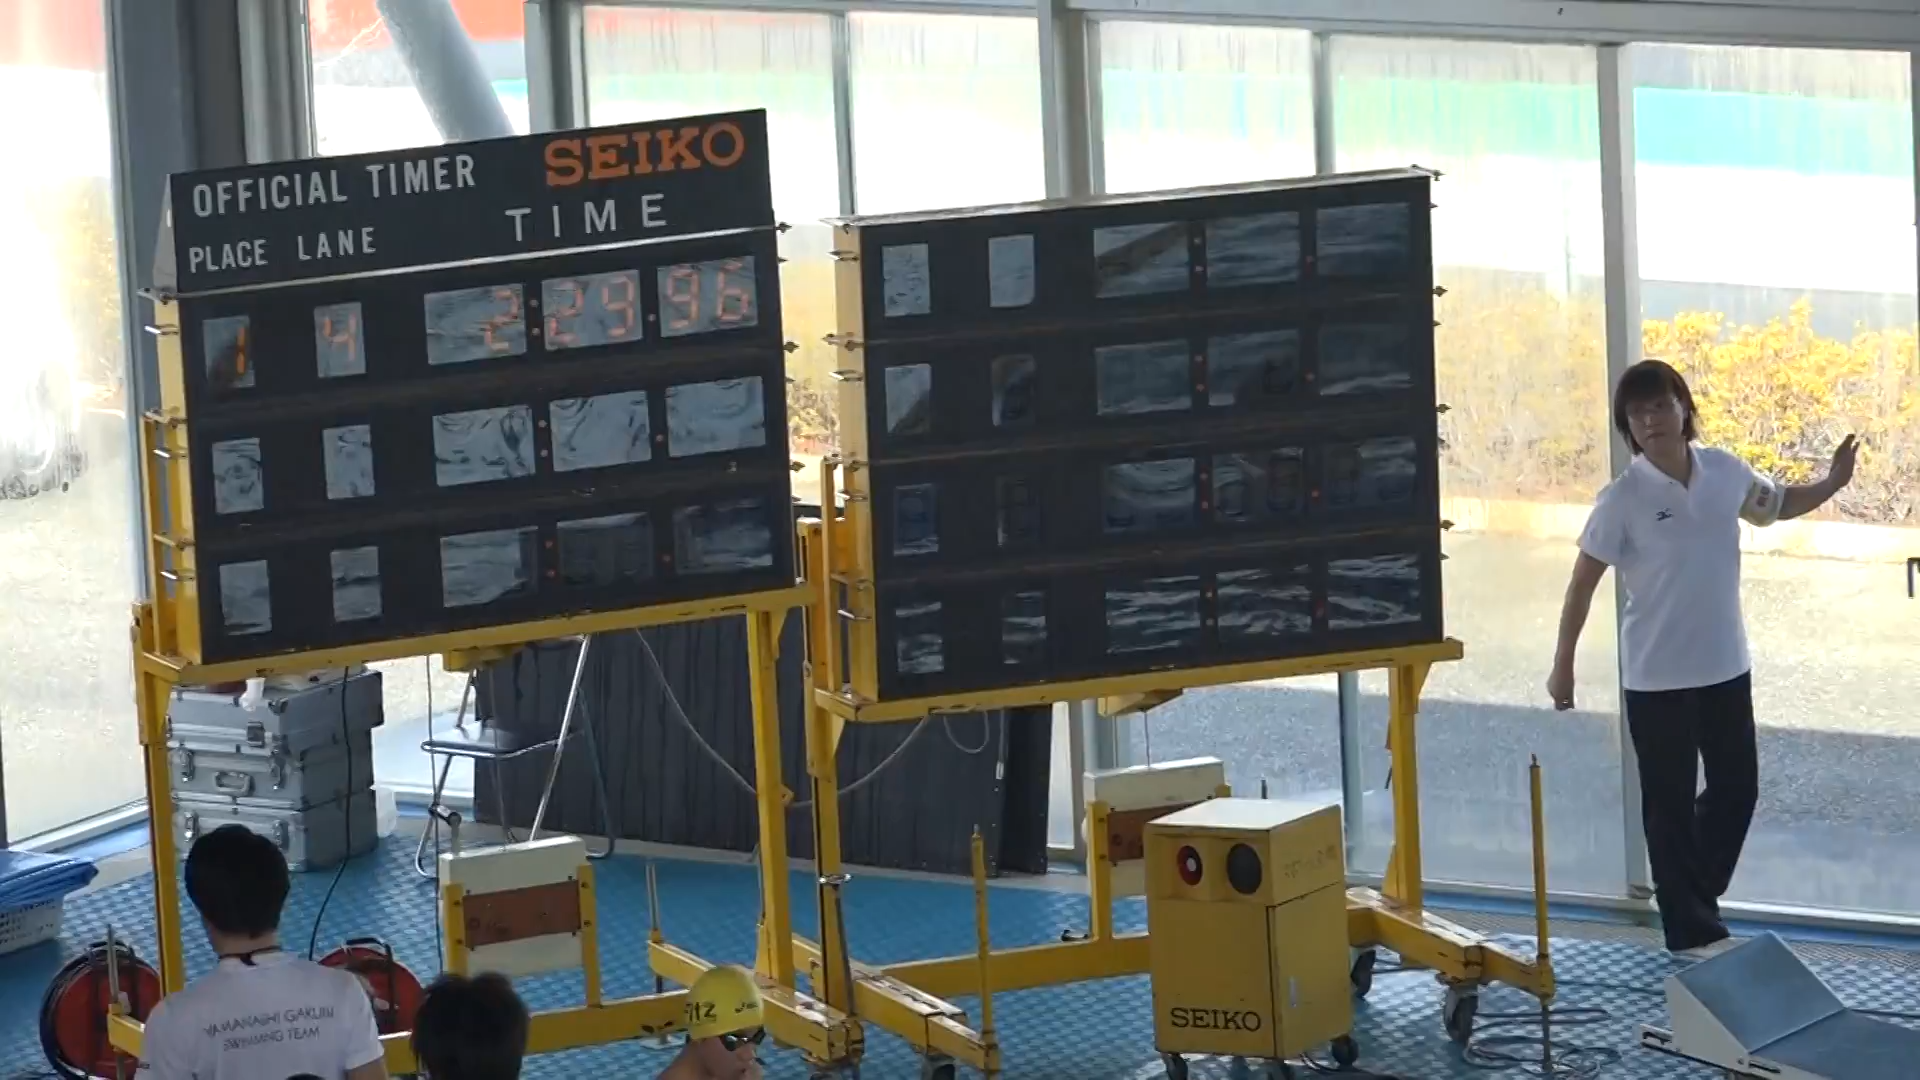 OFFICIAL TIMER SEIKO
PLACE LANE TIME
1 4 2:29.96
SEIKO
YAMANASHI GAKUIN
SWIMMING TEAM